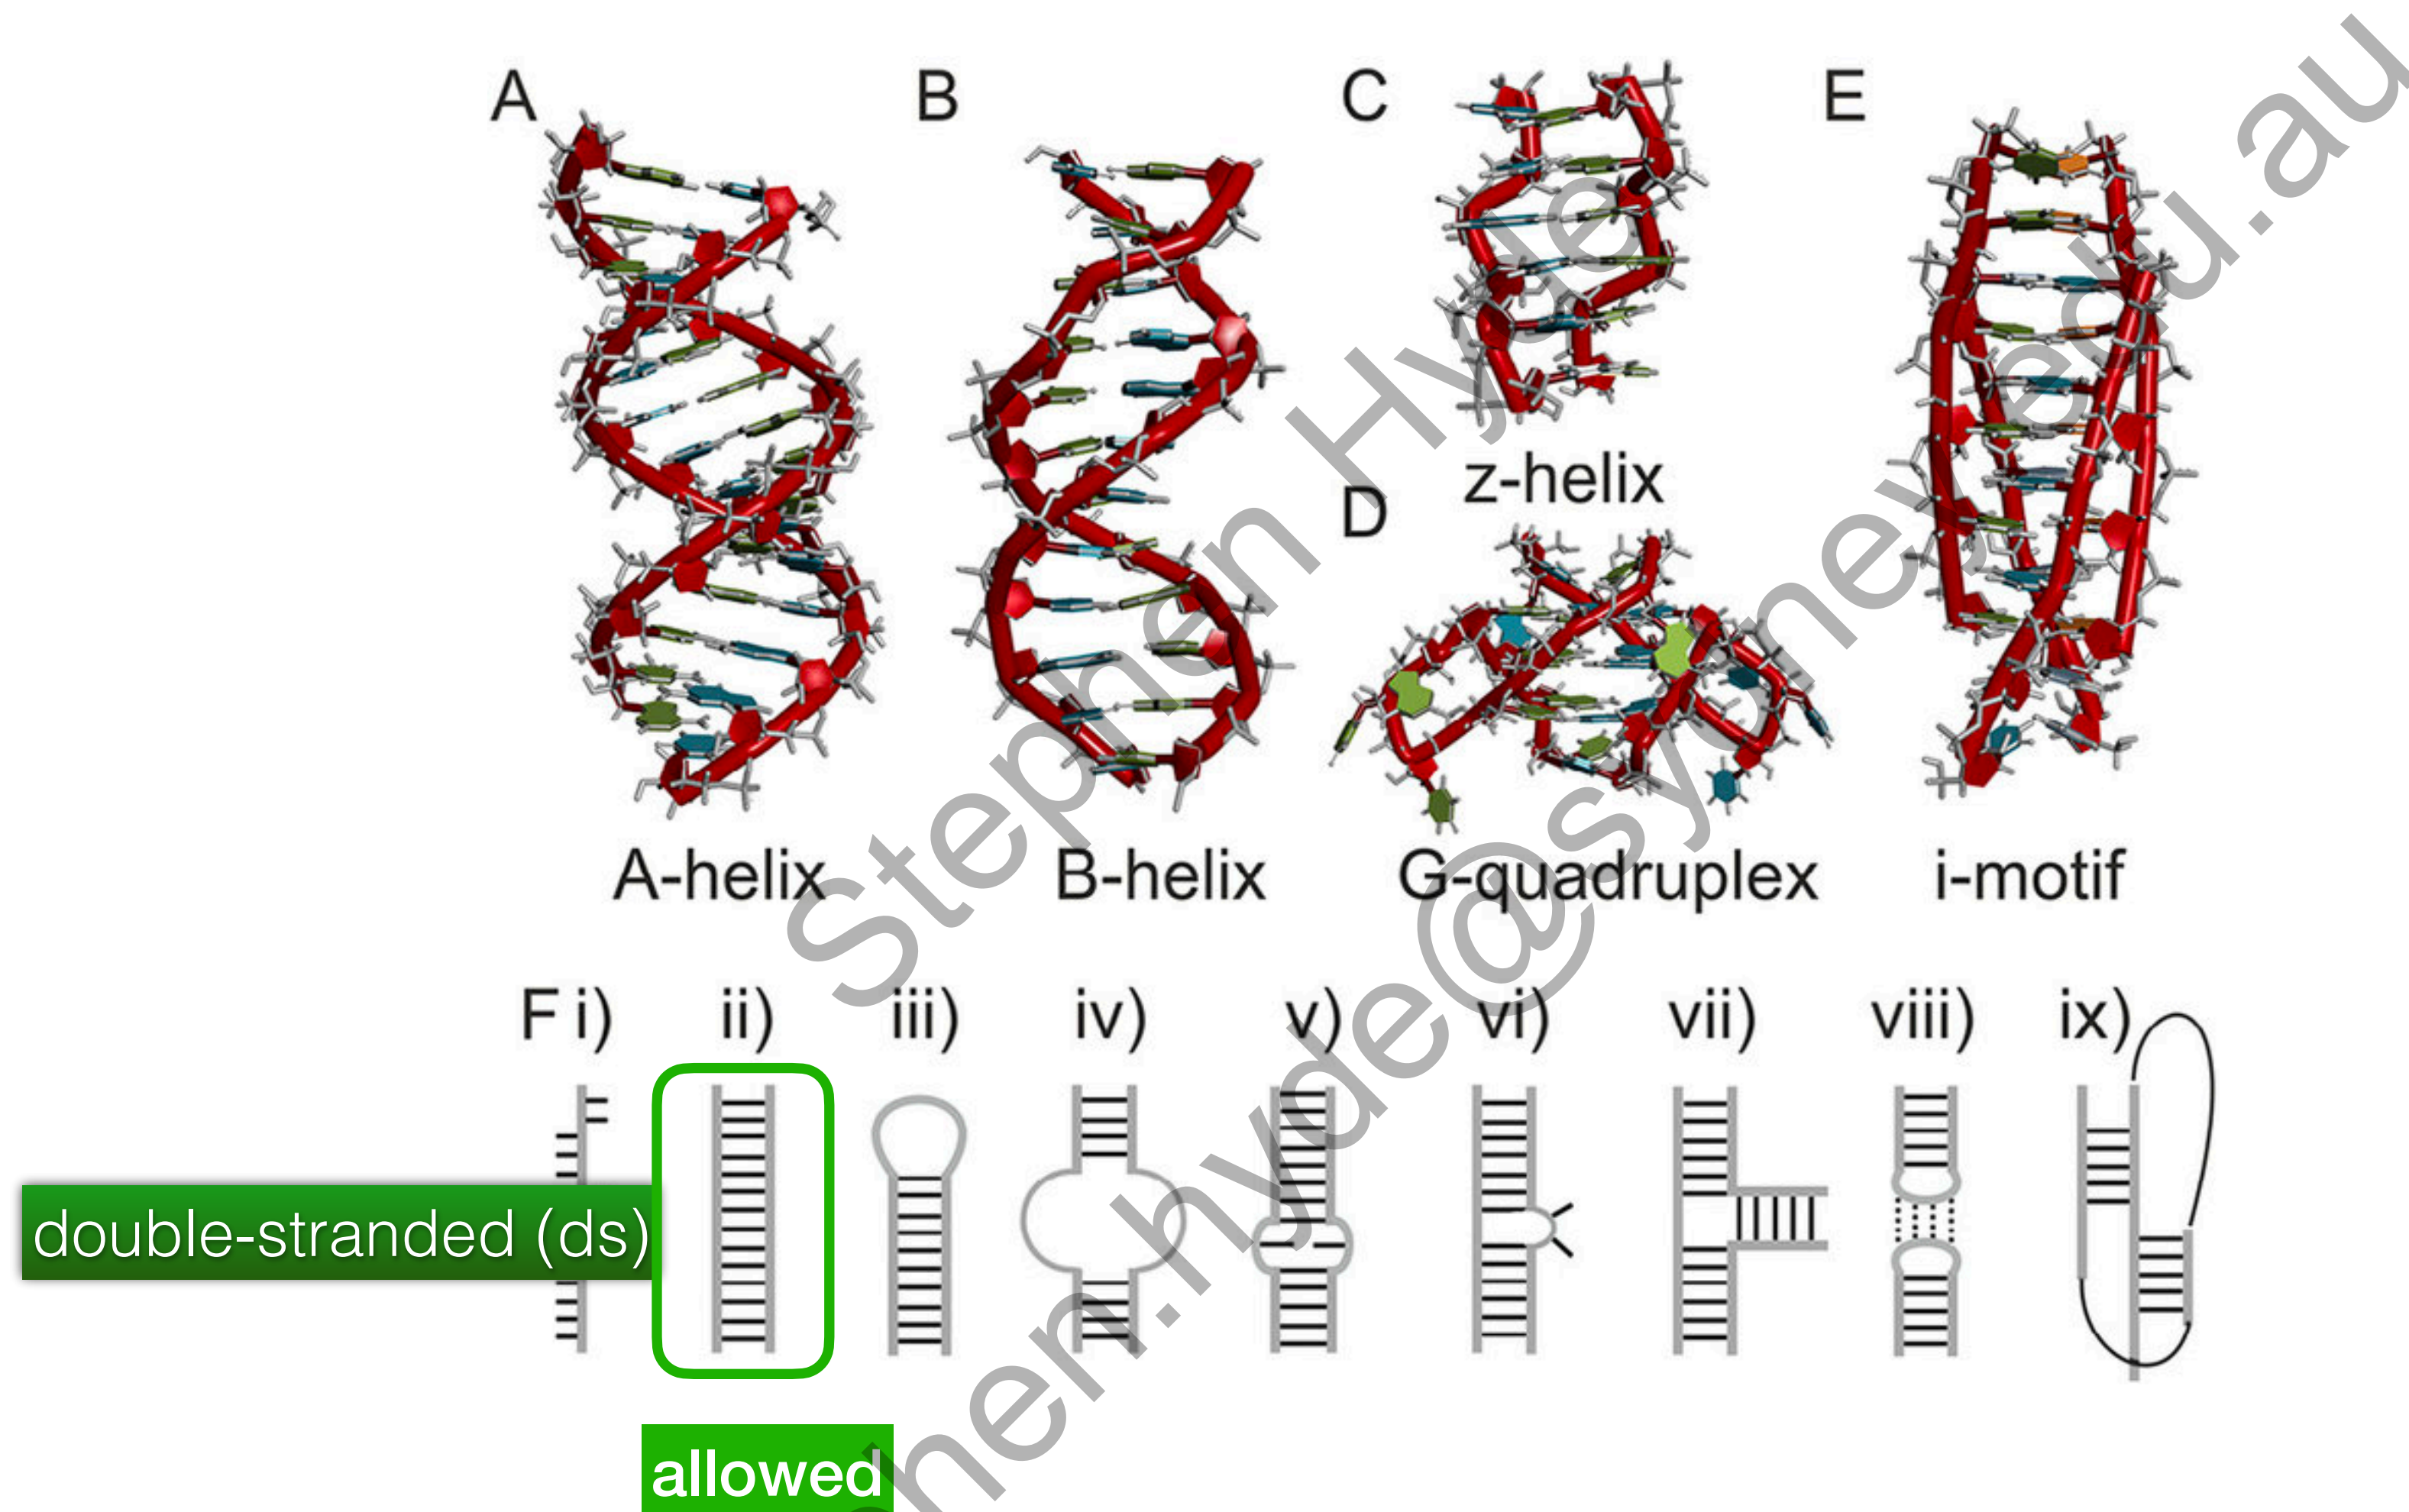 A
B
C
E
z-helix
D
A-helix
B-helix
G-quadruplex
i-motif
F i)
ii)
iii)
iv)
v)
vi)
vii)
viii)
ix)
double-stranded (ds)
allowed
Stephen Hyde
stephen.hyde@sydney.edu.au